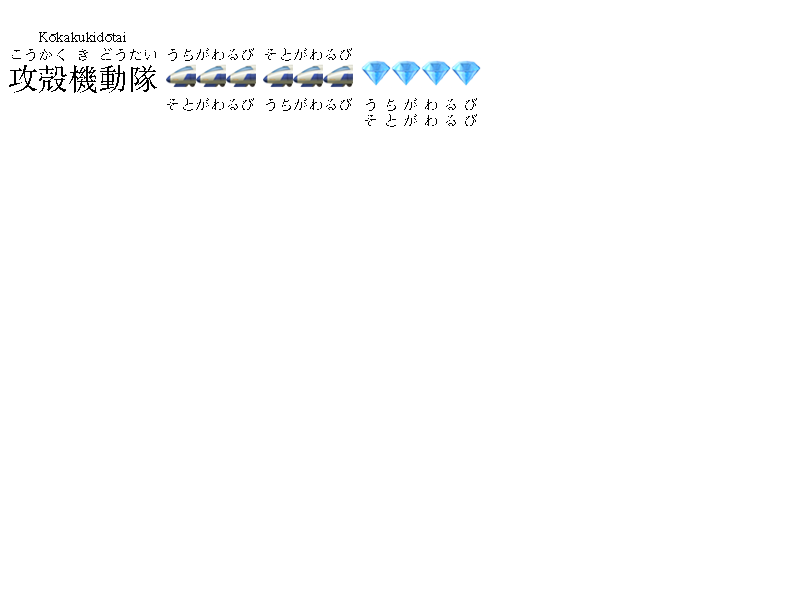 Kōkakukidōtai
こうかく き どうたい うちがわるび そとがわるび
攻殻機動隊 🚄🚄🚄 🚄🚄🚄 💎💎💎💎
そとがわるび うちがわるび うちがわるび
そとがわるび